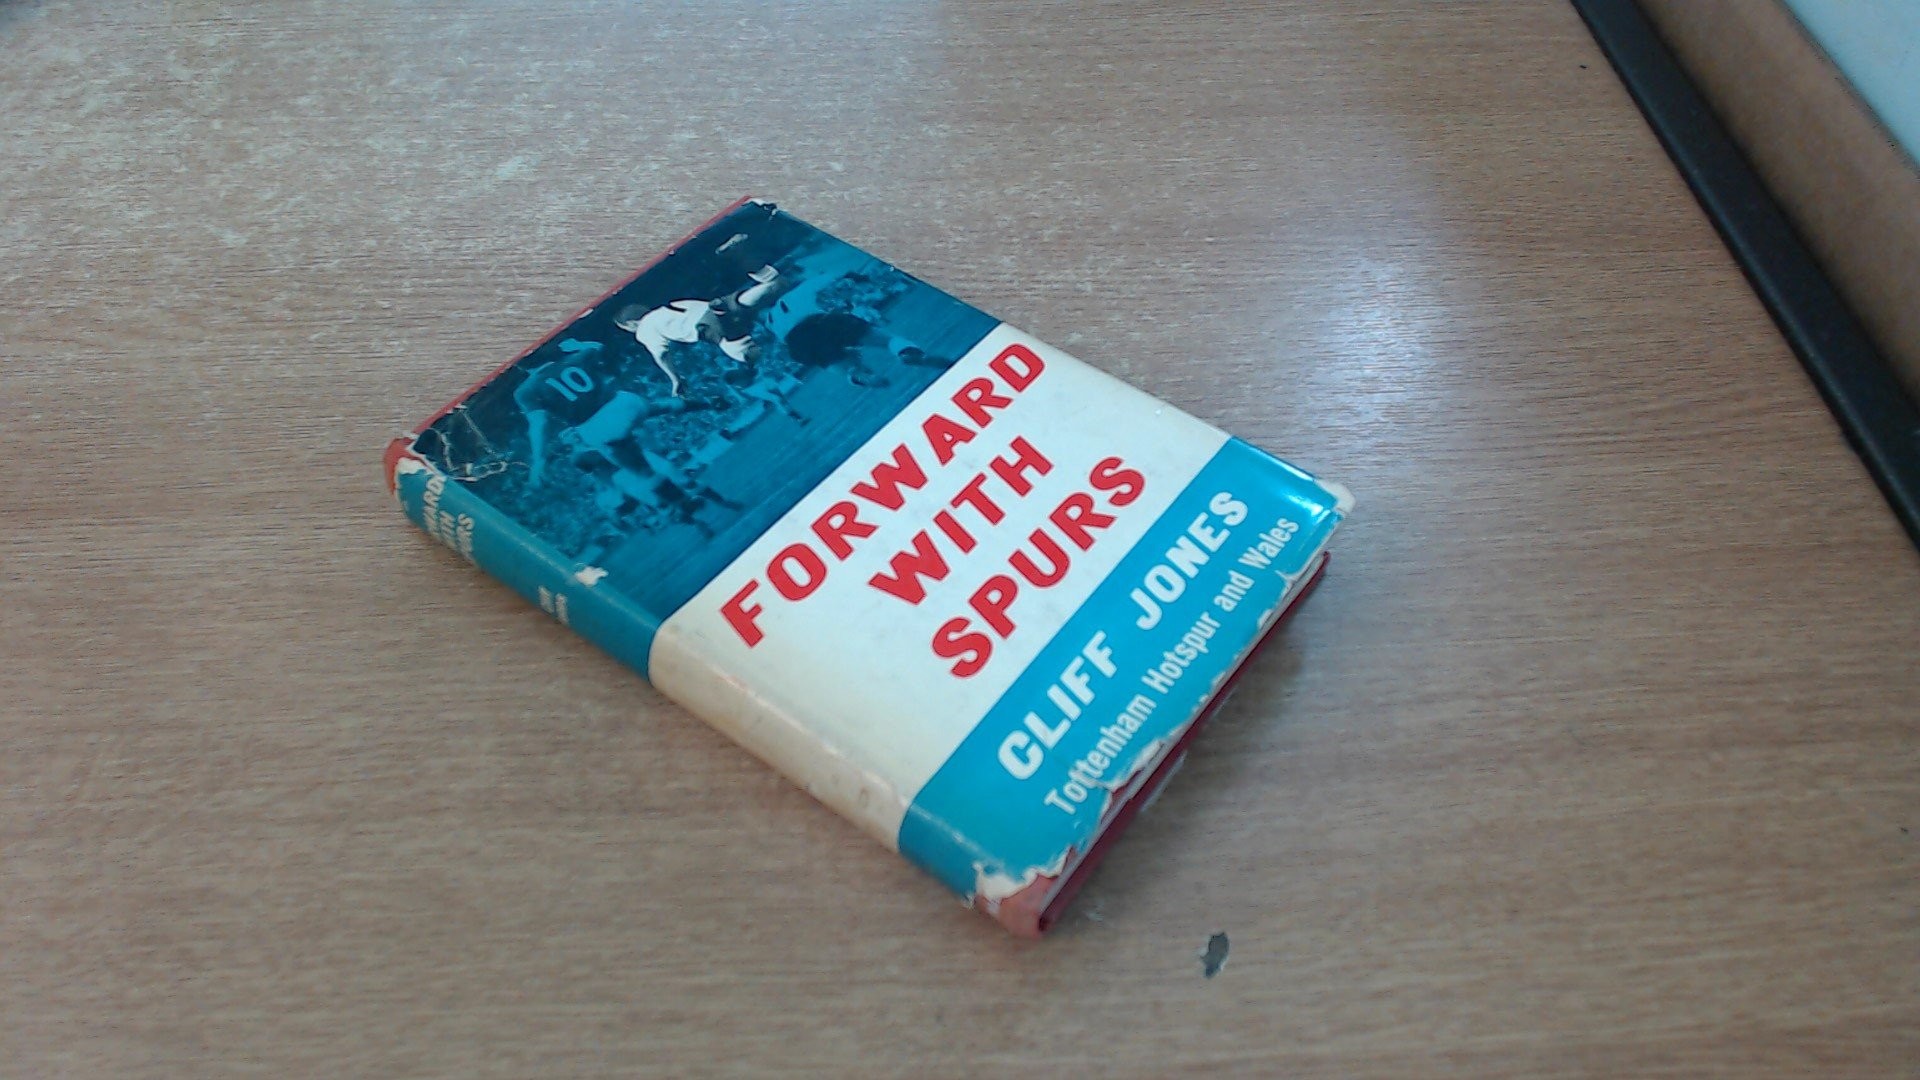 10
FORWARD
WITH
SPURS
CLIFF JONES
Tottenham Hotspur and Wales